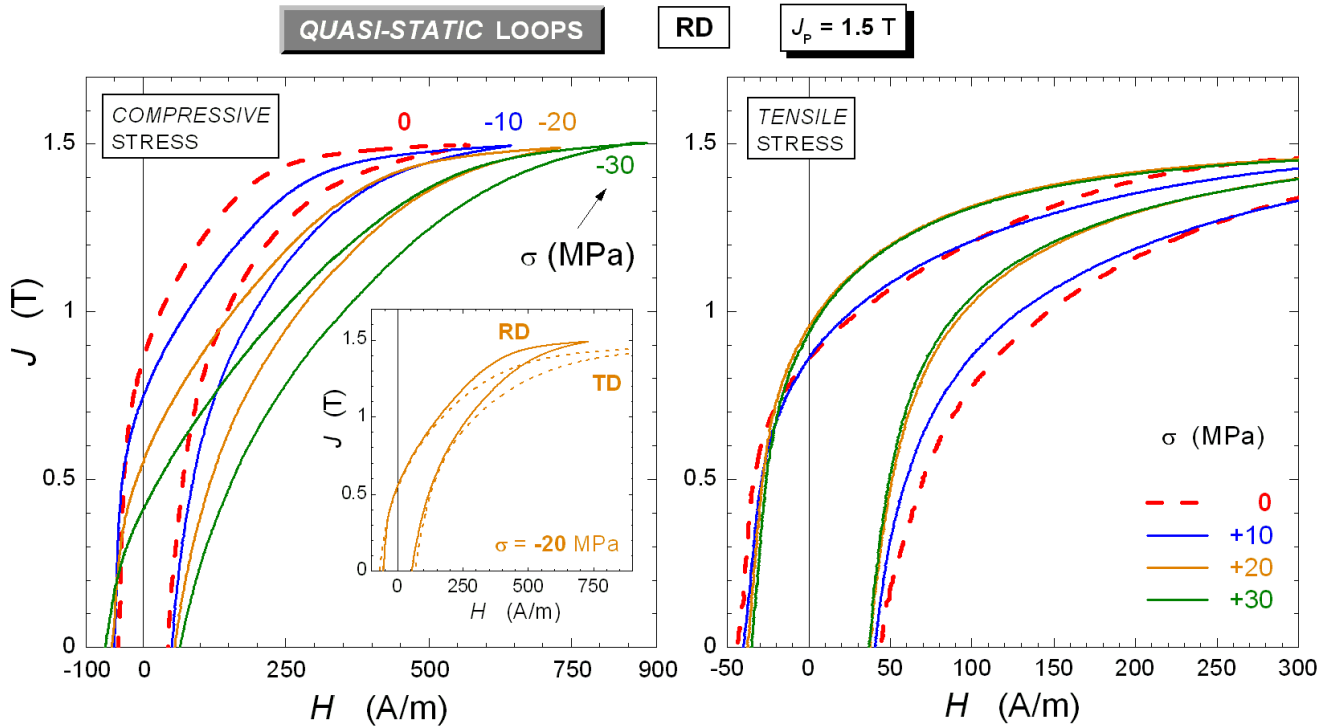 QUASI-STATIC LOOPS
RD
J_P = 1.5 T
COMPRESSIVE
STRESS
0
-10
-20
-30
σ (MPa)
1.5
1
0.5
0
J (T)
-100
0
250
500
750
900
H (A/m)
RD
TD
σ = -20 MPa
1.5
1.0
0.5
0
J (T)
0
250
500
750
H (A/m)
TENSILE
STRESS
1.5
1
0.5
0
-50
0
50
100
150
200
250
300
H (A/m)
σ (MPa)
0
+10
+20
+30